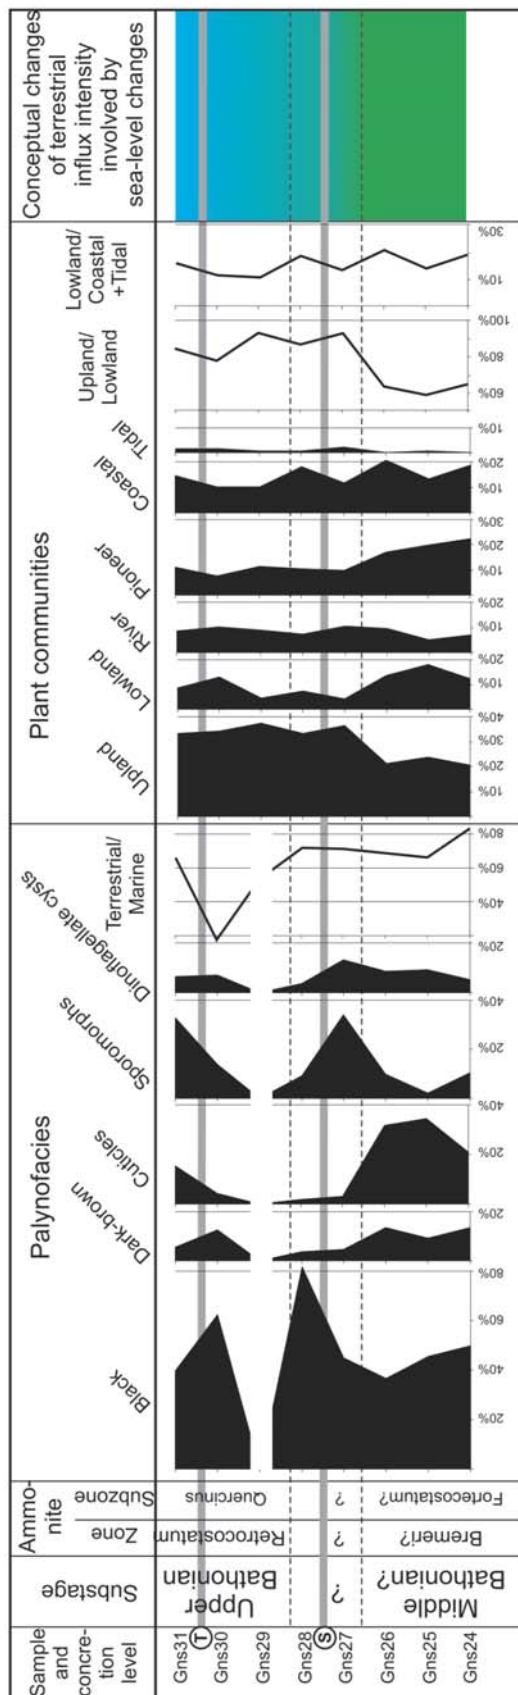 Conceptual changes
of terrestrial
influx intensity
involved by
sea-level changes
Plant communities
Lowland/
Coastal
+Tidal
30%
10%
Upland/
Lowland
100%
80%
60%
Tidal
10%
Coastal
20%
10%
Pioneer
30%
20%
10%
River
20%
10%
Lowland
20%
10%
Upland
40%
30%
20%
10%
Palynofacies
Terrestrial/
Marine
80%
60%
40%
Dinoflagellate cysts
20%
Sporomorphs
40%
20%
Cuticles
40%
20%
Dark-brown
20%
Black
80%
60%
40%
20%
Ammo-
nite
Subzone
Quercinus
?
Fortecostatum?
Zone
Retrocostatum
?
Bremeri?
Substage
Upper
Bathonian
?
Middle
Bathonian?
Sample
and
concre-
tion
level
Gns31
T
Gns30
Gns29
Gns28
S
Gns27
Gns26
Gns25
Gns24